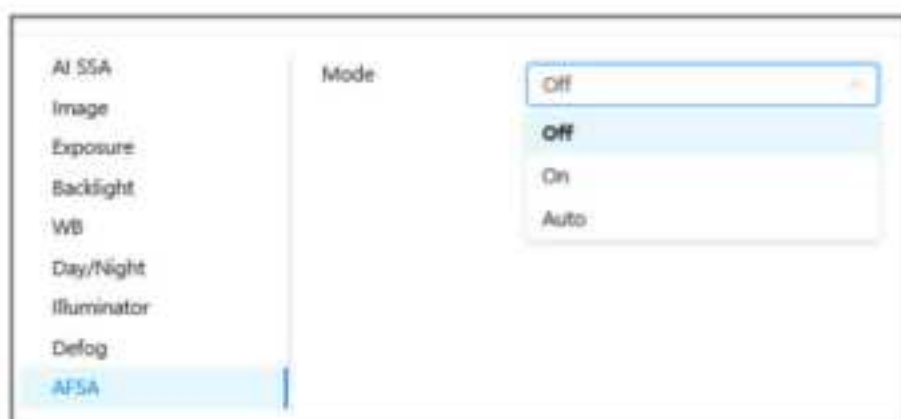 AI SSA
Image
Exposure
Backlight
WB
Day/Night
Illuminator
Defog
AFSA
Mode
Off
Off
On
Auto